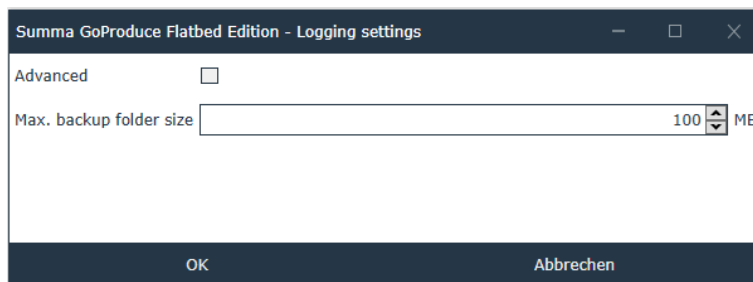 Summa GoProduce Flatbed Edition - Logging settings
Advanced
Max. backup folder size 100 MB
OK Abbrechen